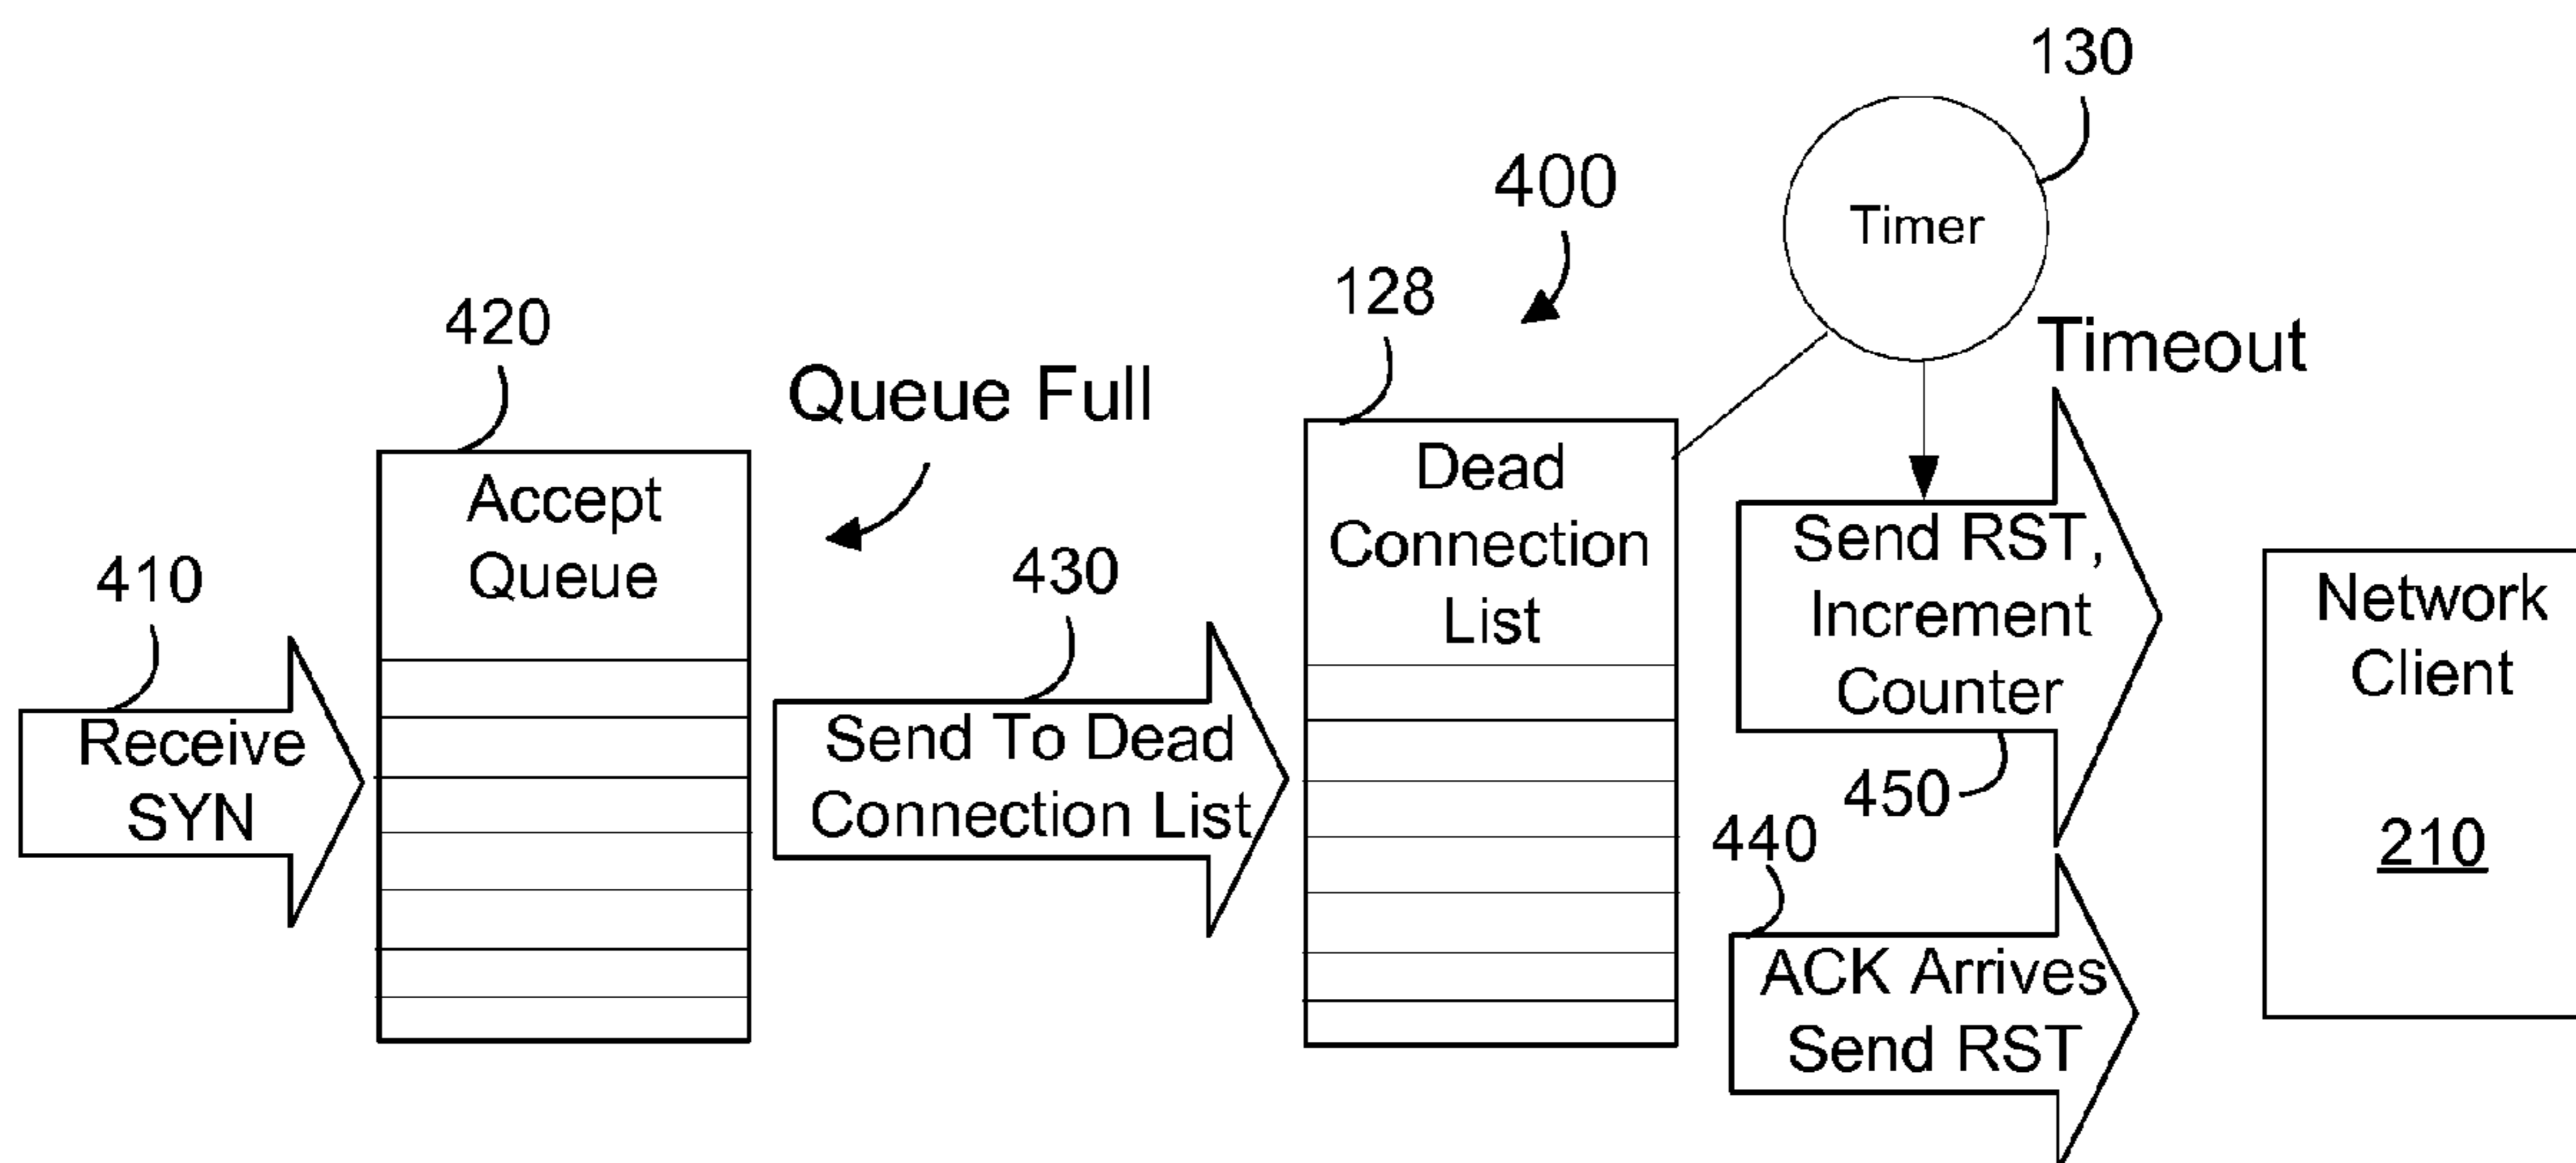 130
400
Timer
128
420
Timeout
Queue Full
Accept
Queue
Dead
Connection
List
410
430
Send RST,
Increment
Counter
Network
Client
210
Receive
SYN
Send To Dead
Connection List
450
440
ACK Arrives
Send RST